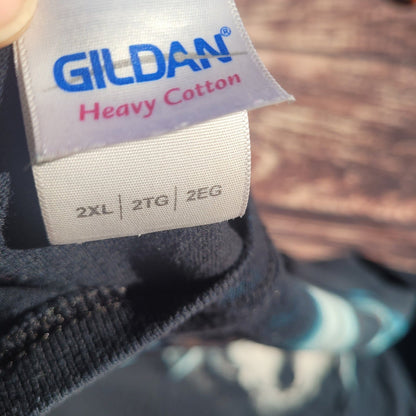 GILDAN®
Heavy Cotton
2XL | 2TG | 2EG